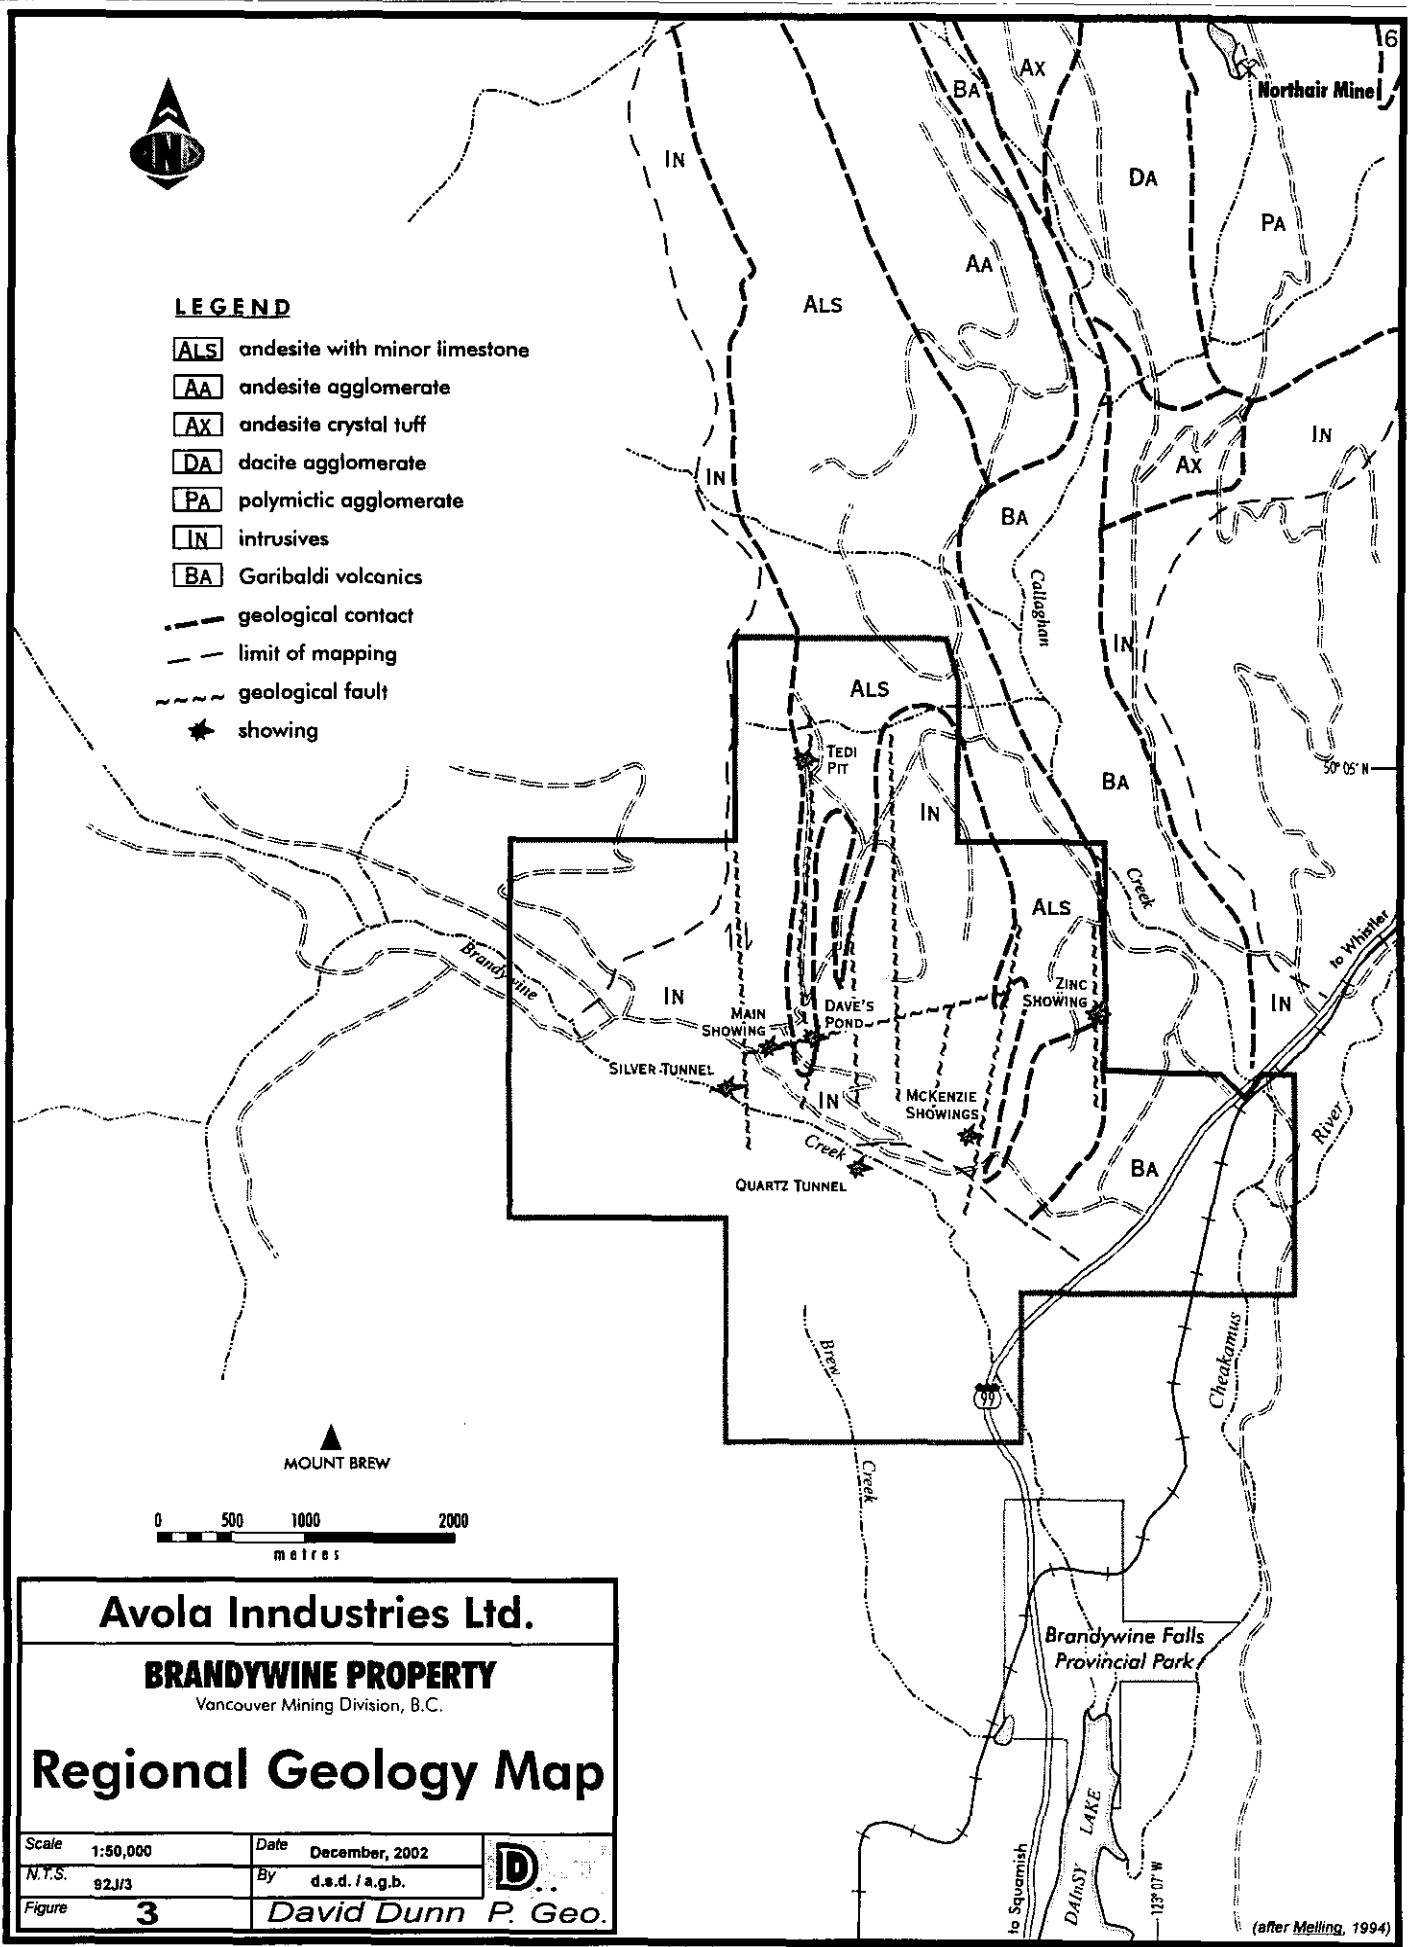 6
Northair Mine
BA
AX
IN
DA
PA
AA
ALS
LEGEND
ALS andesite with minor limestone
AA andesite agglomerate
AX andesite crystal tuff
DA dacite agglomerate
PA polymictic agglomerate
IN intrusives
BA Garibaldi volcanics
geological contact
limit of mapping
geological fault
showing
IN
AX
IN
BA
Callaghan
IN
ALS
TEDI
PIT
50° 05' N
BA
IN
Creek
ALS
to Whistler
Brandywine
IN
ZINC
SHOWING
IN
MAIN
SHOWING
DAVE'S
POND
SILVER TUNNEL
IN
MCKENZIE
SHOWINGS
River
Creek
BA
QUARTZ TUNNEL
Brew
Cheakamus
99
MOUNT BREW
Creek
0 500 1000 2000
metres
Avola Inndustries Ltd.
BRANDYWINE PROPERTY
Vancouver Mining Division, B.C.
Regional Geology Map
Scale 1:50,000
Date December, 2002
N.T.S. 92J/3
By d.s.d. / a.g.b.
D
Figure 3
David Dunn P. Geo.
Brandywine Falls
Provincial Park
LAKE
DAInSY
to Squamish
123° 07' W
(after Melling, 1994)